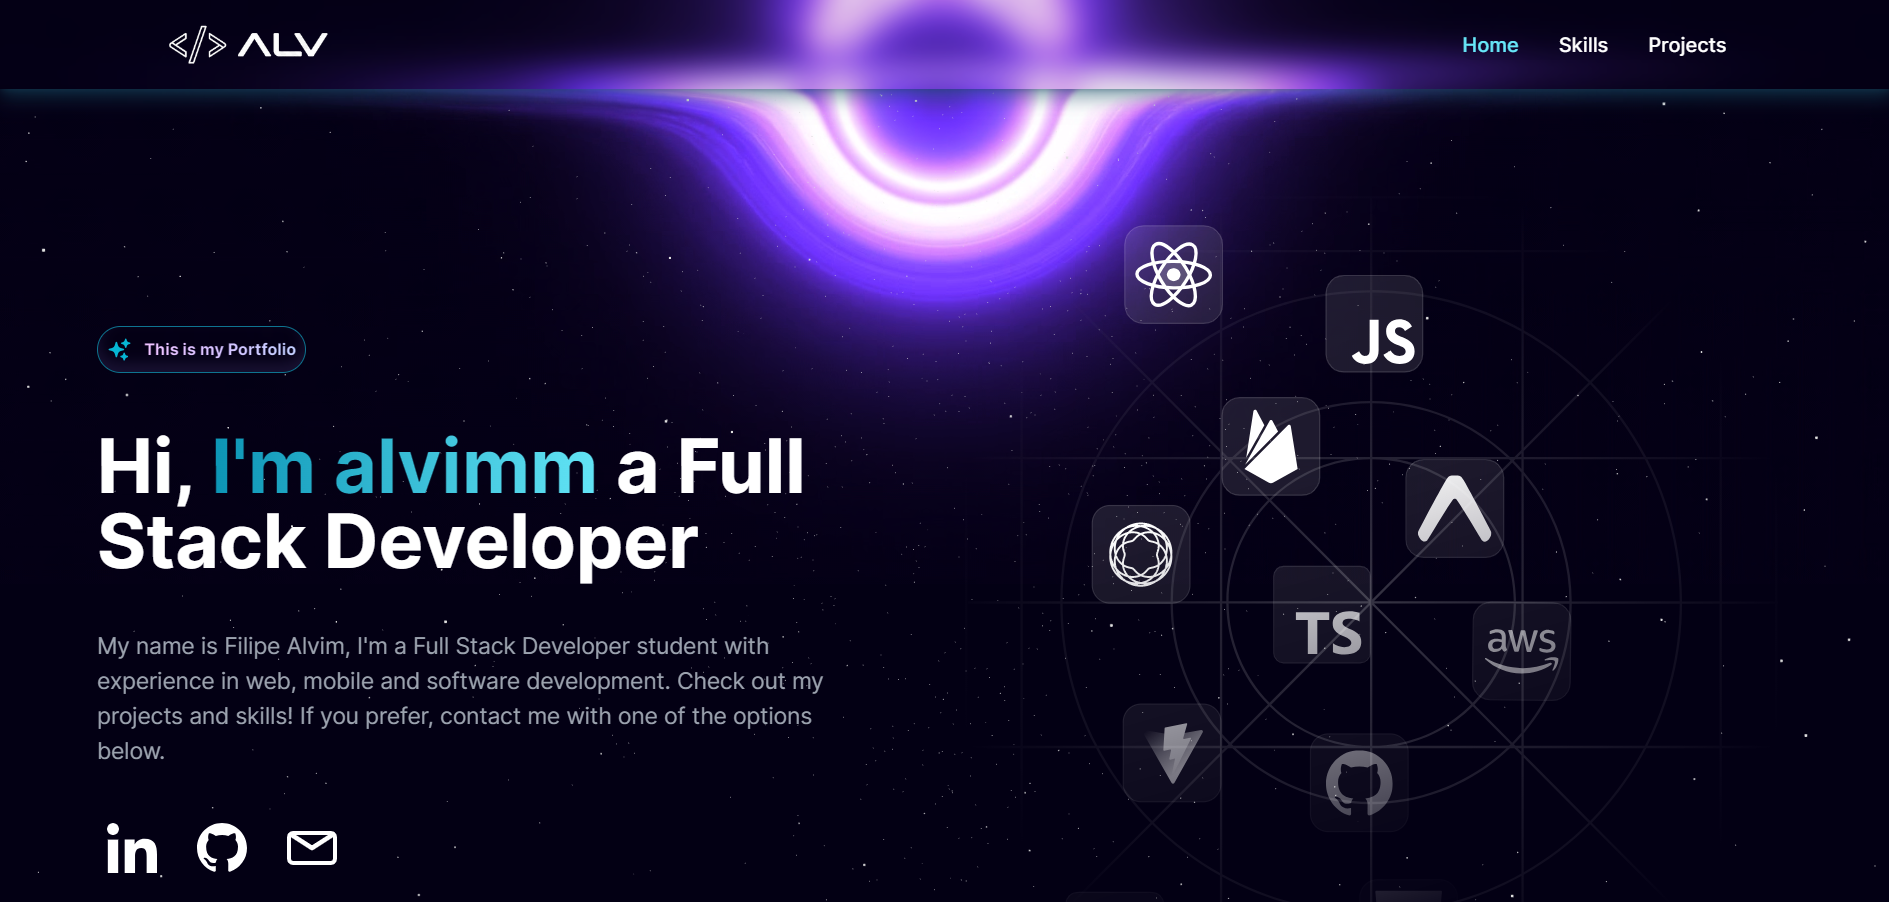 </> ALV
Home Skills Projects
This is my Portfolio
Hi, I'm alvimm a Full
Stack Developer
My name is Filipe Alvim, I'm a Full Stack Developer student with
experience in web, mobile and software development. Check out my
projects and skills! If you prefer, contact me with one of the options
below.
in
JS
TS
aws